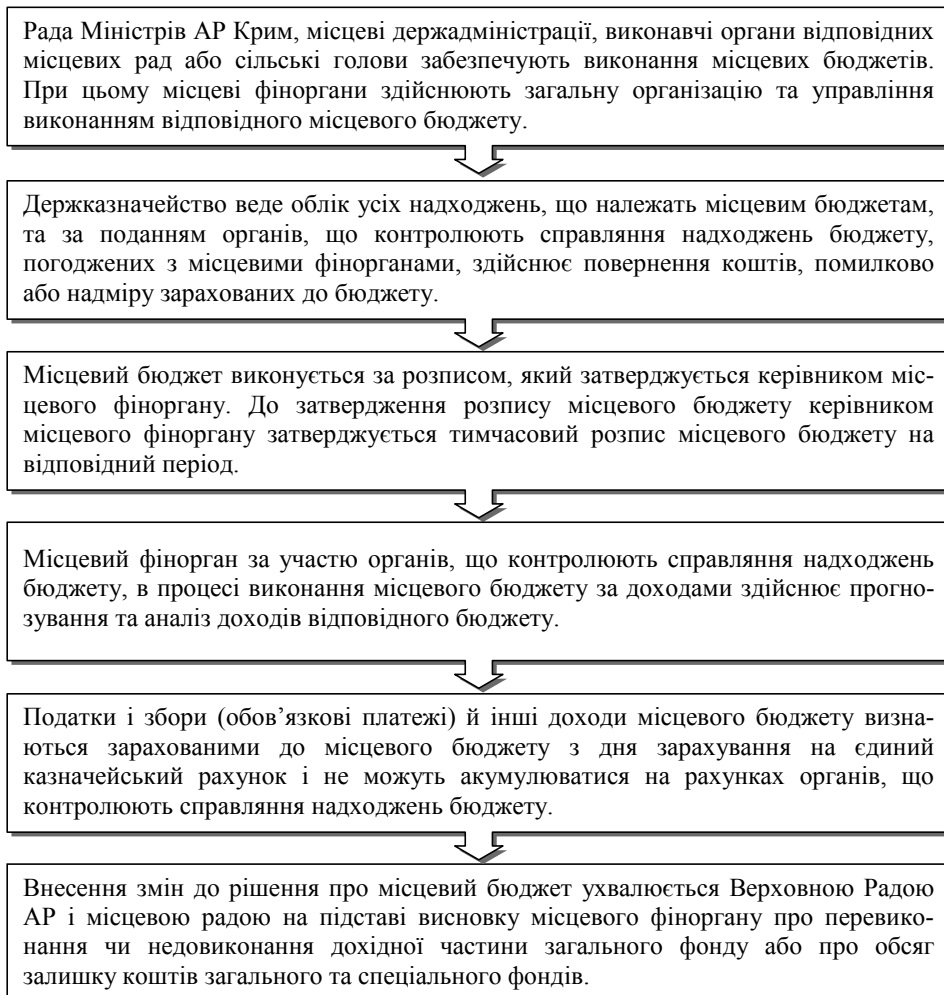 Рада Міністрів АР Крим, місцеві держадміністрації, виконавчі органи відповідних
місцевих рад або сільські голови забезпечують виконання місцевих бюджетів.
При цьому місцеві фіноргани здійснюють загальну організацію та управління
виконанням відповідного місцевого бюджету.
Держказначейство веде облік усіх надходжень, що належать місцевим бюджетам,
та за поданням органів, що контролюють справляння надходжень бюджету,
погоджених з місцевими фінорганами, здійснює повернення коштів, помилково
або надміру зарахованих до бюджету.
Місцевий бюджет виконується за розписом, який затверджується керівником міс-
цевого фіноргану. До затвердження розпису місцевого бюджету керівником
місцевого фіноргану затверджується тимчасовий розпис місцевого бюджету на
відповідний період.
Місцевий фінорган за участю органів, що контролюють справляння надходжень
бюджету, в процесі виконання місцевого бюджету за доходами здійснює прогно-
зування та аналіз доходів відповідного бюджету.
Податки і збори (обов’язкові платежі) й інші доходи місцевого бюджету визна-
ються зарахованими до місцевого бюджету з дня зарахування на єдиний
казначейський рахунок і не можуть акумулюватися на рахунках органів, що
контролюють справляння надходжень бюджету.
Внесення змін до рішення про місцевий бюджет ухвалюється Верховною Радою
АР і місцевою радою на підставі висновку місцевого фіноргану про перевико-
нання чи недовиконання дохідної частини загального фонду або про обсяг
залишку коштів загального та спеціального фондів.